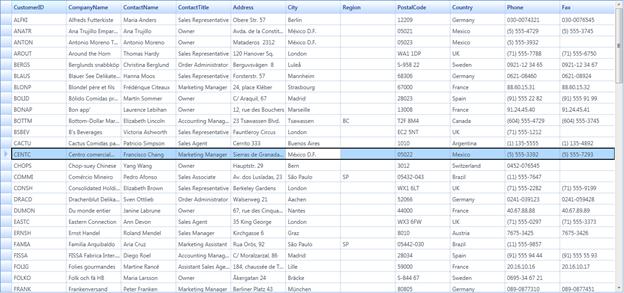 CustomerID CompanyName ContactName ContactTitle Address City Region PostalCode Country Phone Fax
ALFKI Alfreds Futterkiste Maria Anders Sales Representative Obere Str. 57 Berlin 12209 Germany 030-0074321 030-0076545
ANATR Ana Trujillo Empar... Ana Trujillo Owner Avda. de la Constit... México D.F. 05021 Mexico (5) 555-4729 (5) 555-3745
ANTON Antonio Moreno T... Antonio Moreno Owner Mataderos 2312 México D.F. 05023 Mexico (5) 555-3932
AROUT Around the Horn Thomas Hardy Sales Representative 120 Hanover Sq. London WA1 1DP UK (71) 555-7788 (71) 555-6750
BERGS Berglunds snabbköp Christina Berglund Order Administrator Berguvsvägen 8 Luleå S-958 22 Sweden 0921-12 34 65 0921-12 34 67
BLAUS Blauer See Delikate... Hanna Moos Sales Representative Forsterstr. 57 Mannheim 68306 Germany 0621-08460 0621-08924
BLONP Blondel père et fils Frédérique Citeaux Marketing Manager 24, place Kléber Strasbourg 67000 France 88.60.15.31 88.60.15.32
BOLID Bólido Comidas pr... Martín Sommer Owner C/ Araquil, 67 Madrid 28023 Spain (91) 555 22 82 (91) 555 91 99
BONAP Bon app' Laurence Lebihan Owner 12, rue des Bouchers Marseille 13008 France 91.24.45.40 91.24.45.41
BOTTM Bottom-Dollar Mar... Elizabeth Lincoln Accounting Manag... 23 Tsawassen Blvd. Tsawassen BC T2F 8M4 Canada (604) 555-4729 (604) 555-3745
BSBEV B's Beverages Victoria Ashworth Sales Representative Fauntleroy Circus London EC2 5NT UK (71) 555-1212
CACTU Cactus Comidas pa... Patricio Simpson Sales Agent Cerrito 333 Buenos Aires 1010 Argentina (1) 135-5555 (1) 135-4892
CENTC Centro comercial... Francisco Chang Marketing Manager Sierras de Granada... México D.F. 05022 Mexico (5) 555-3392 (5) 555-7293
CHOPS Chop-suey Chinese Yang Wang Owner Hauptstr. 29 Bern 3012 Switzerland 0452-076545
COMMI Comércio Mineiro Pedro Afonso Sales Associate Av. dos Lusíadas, 23 São Paulo SP 05432-043 Brazil (11) 555-7647
CONSH Consolidated Holdi... Elizabeth Brown Sales Representative Berkeley Gardens London WX1 6LT UK (71) 555-2282 (71) 555-9199
DRACD Drachenblut Delika... Sven Ottlieb Order Administrator Walserweg 21 Aachen 52066 Germany 0241-039123 0241-059428
DUMON Du monde entier Janine Labrune Owner 67, rue des Cinqua... Nantes 44000 France 40.67.88.88 40.67.89.89
EASTC Eastern Connection Ann Devon Sales Agent 35 King George London WX3 6FW UK (71) 555-0297 (71) 555-3373
ERNSH Ernst Handel Roland Mendel Sales Manager Kirchgasse 6 Graz 8010 Austria 7675-3425 7675-3426
FAMIA Familia Arquibaldo Aria Cruz Marketing Assistant Rua Orós, 92 São Paulo SP 05442-030 Brazil (11) 555-9857
FISSA FISSA Fabrica Inter... Diego Roel Accounting Manag... C/ Moralzarzal, 86 Madrid 28034 Spain (91) 555 94 44 (91) 555 55 93
FOLIG Folies gourmandes Martine Rancé Assistant Sales Age... 184, chaussée de T... Lille 59000 France 20.16.10.16 20.16.10.17
FOLKO Folk och fä HB Maria Larsson Owner Åkergatan 24 Bräcke S-844 67 Sweden 0695-34 67 21
FRANK Frankenversand Peter Franken Marketing Manager Berliner Platz 43 München 80805 Germany 089-0877310 089-0877451